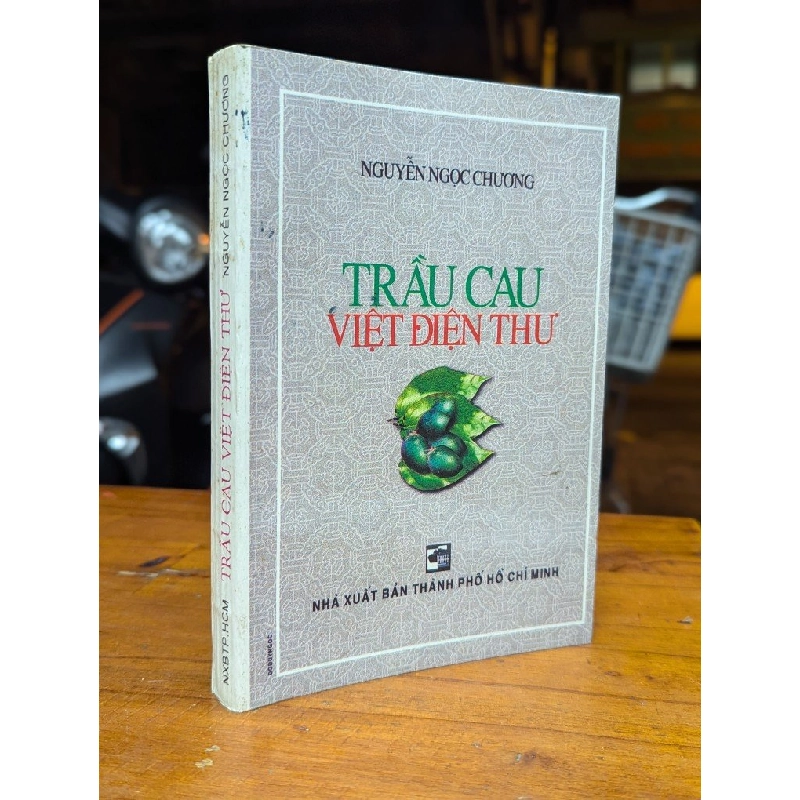 NGUYỄN NGỌC CHƯƠNG
TRẦU CAU
VIỆT ĐIỆN THƯ
NHÀ XUẤT BẢN THÀNH PHỐ HỒ CHÍ MINH
NXBTP.HCM TRẦU CAU VIỆT ĐIỆN THƯ NGUYỄN NGỌC CHƯƠNG